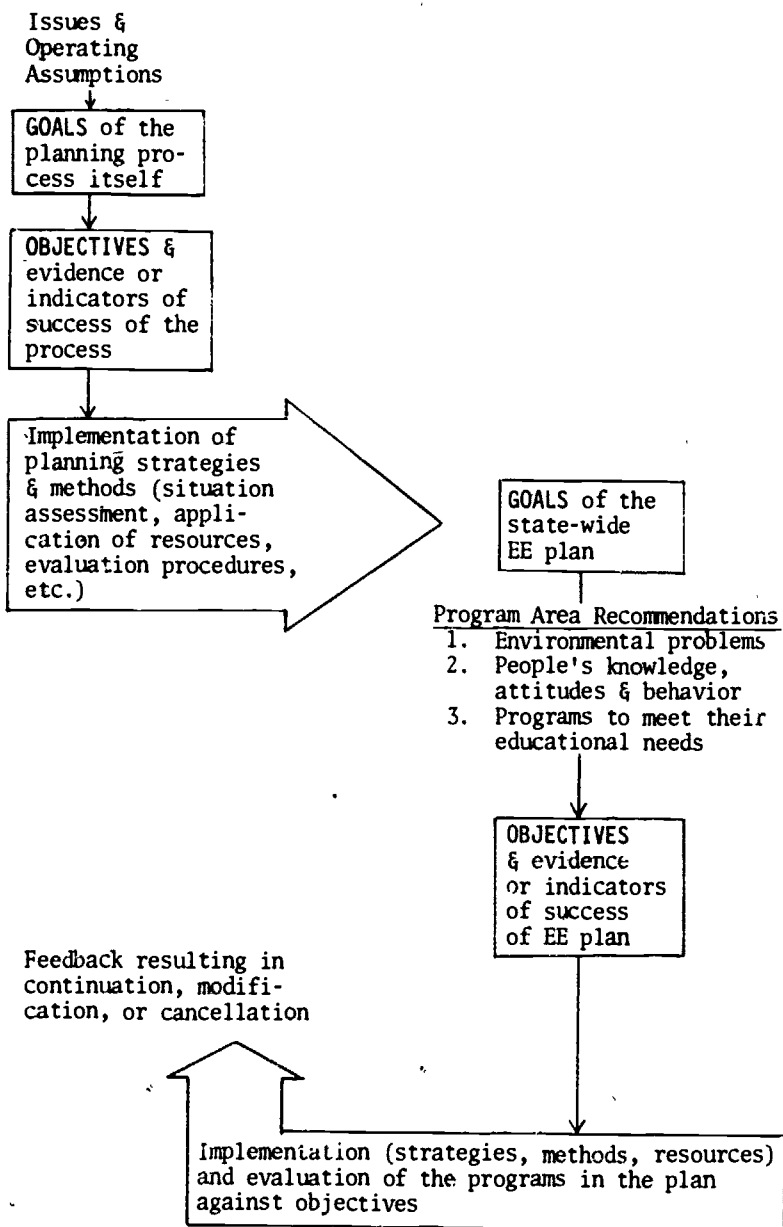 Issues &
Operating
Assumptions
GOALS of the
planning pro-
cess itself
OBJECTIVES &
evidence or
indicators of
success of the
process
Implementation of
planning strategies
& methods (situation
assessment, appli-
cation of resources,
evaluation procedures,
etc.)
GOALS of the
state-wide
EE plan
Program Area Recommendations
1. Environmental problems
2. People's knowledge,
attitudes & behavior
3. Programs to meet their
educational needs
OBJECTIVES
& evidence
or indicators
of success
of EE plan
Feedback resulting in
continuation, modifi-
cation, or cancellation
Implementation (strategies, methods, resources)
and evaluation of the programs in the plan
against objectives